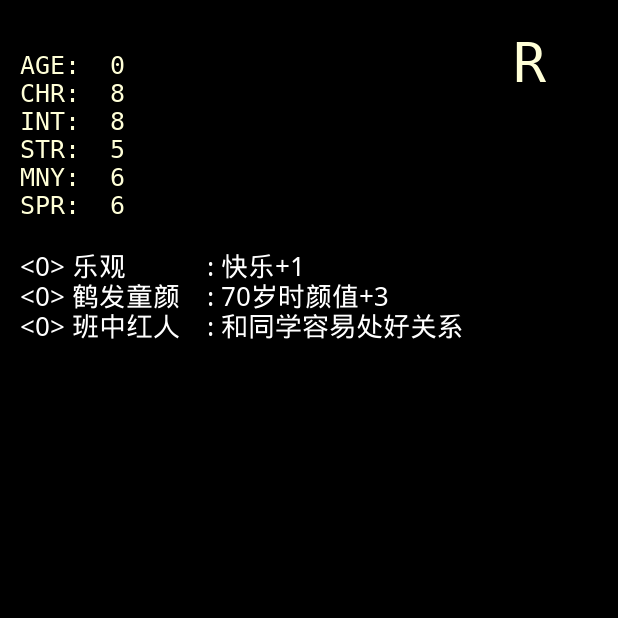 R
AGE: 0
CHR: 8
INT: 8
STR: 5
MNY: 6
SPR: 6
<0> 乐观 : 快乐+1
<0> 鹤发童颜 : 70岁时颜值+3
<0> 班中红人 : 和同学容易处好关系